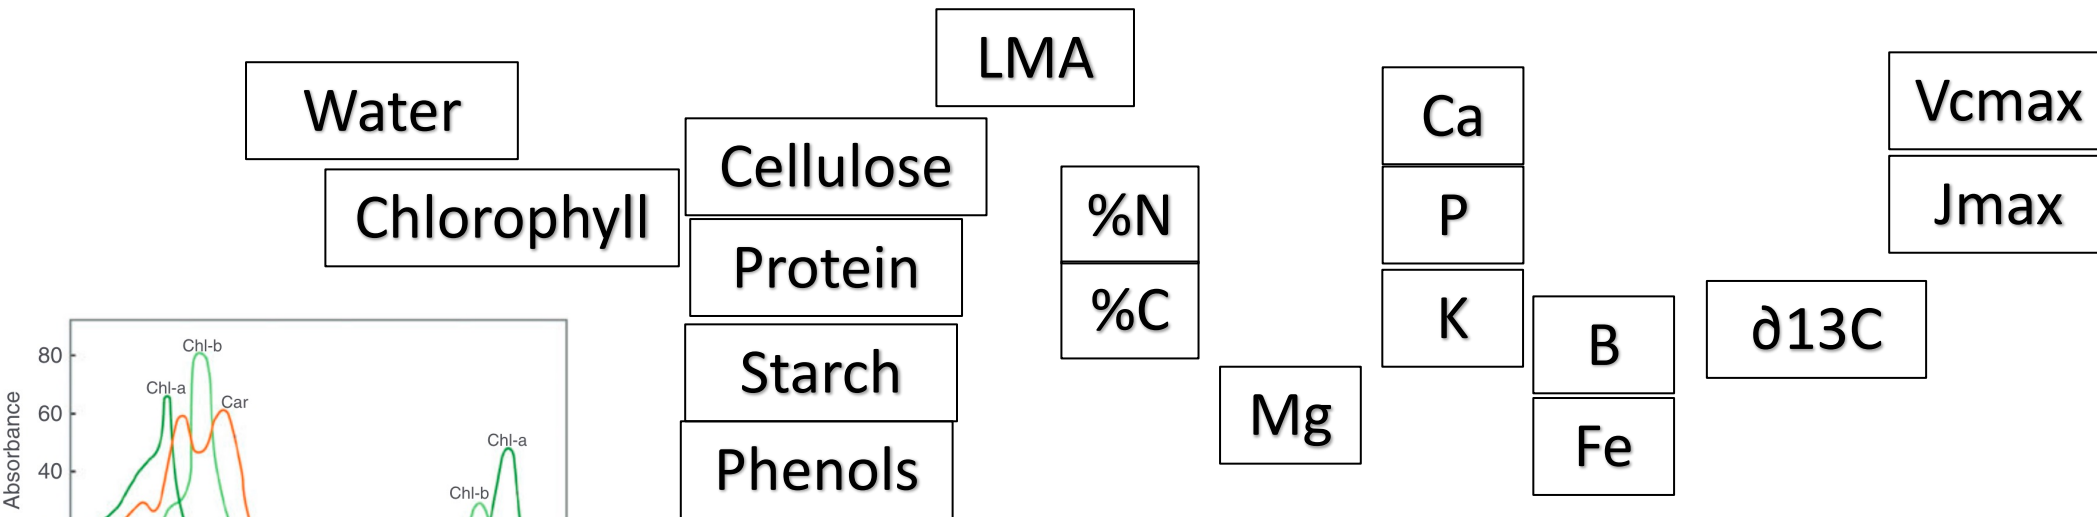 LMA
Water
Chlorophyll
Cellulose
Protein
Starch
Phenols
%N
%C
Mg
Ca
P
K
B
Fe
∂13C
Vcmax
Jmax
Absorbance
80
60
40
Chl-b
Chl-a
Car
Chl-a
Chl-b